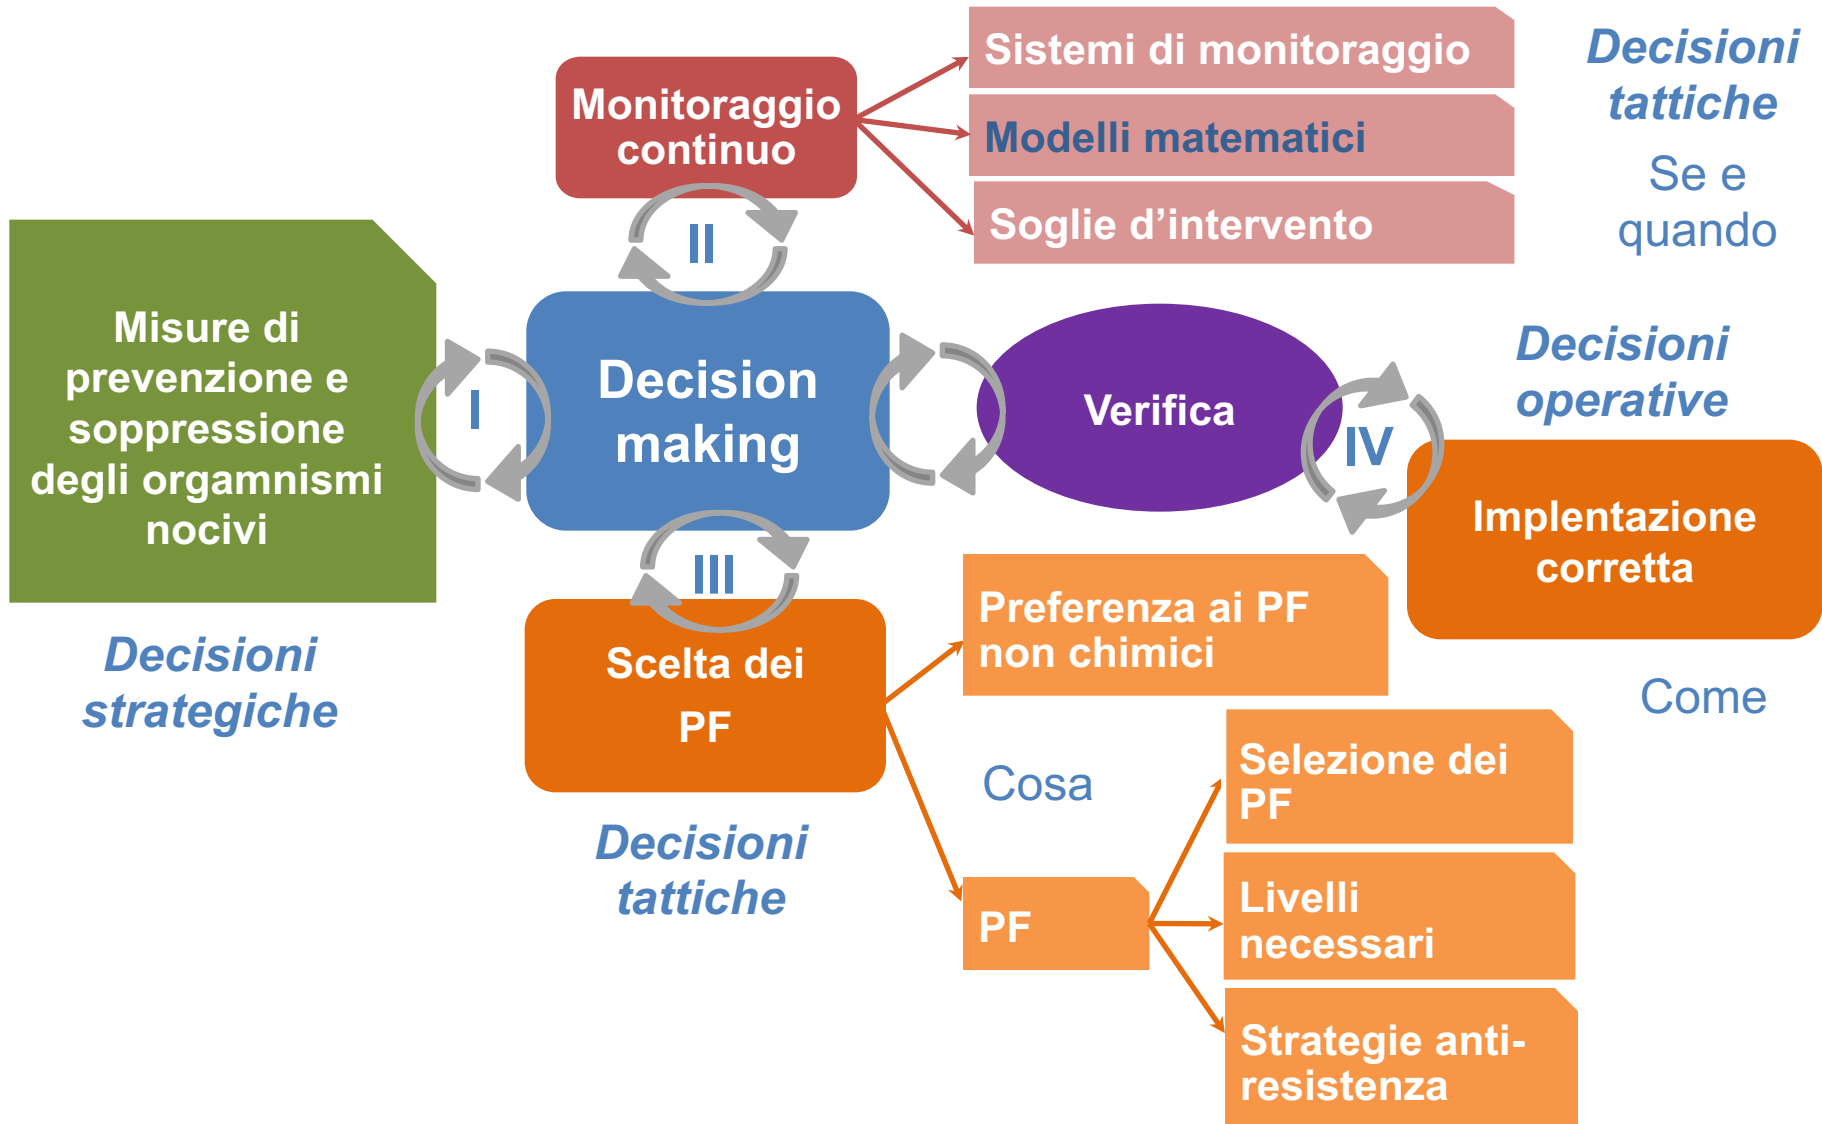 Monitoraggio
continuo
Sistemi di monitoraggio
Modelli matematici
Soglie d’intervento
Decisioni
tattiche
Se e
quando
II
Misure di
prevenzione e
soppressione
degli orgamnismi
nocivi
I
Decision
making
Verifica
IV
Decisioni
operative
Implentazione
corretta
Come
Decisioni
strategiche
III
Scelta dei
PF
Decisioni
tattiche
Preferenza ai PF
non chimici
Cosa
PF
Selezione dei
PF
Livelli
necessari
Strategie anti-
resistenza